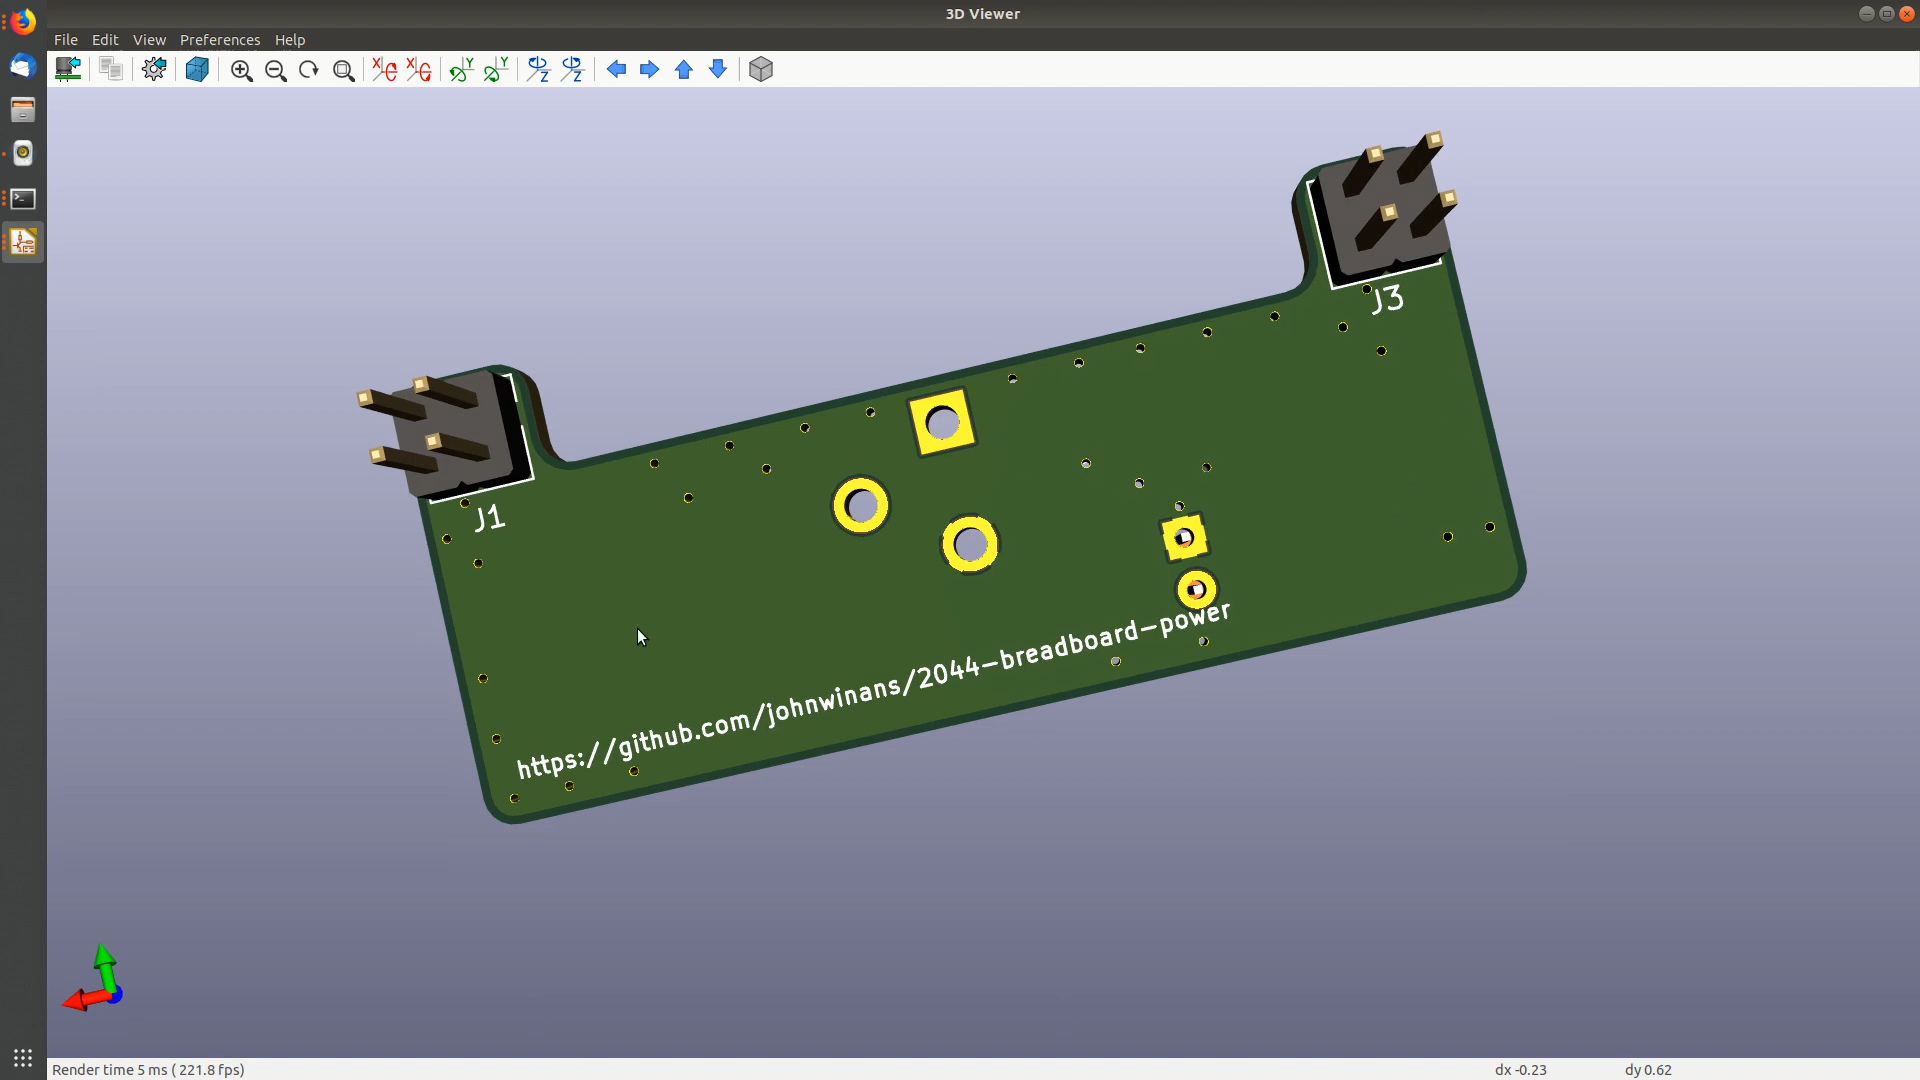 3D Viewer
File Edit View Preferences Help
J3
J1
https://github.com/johnwinans/2044-breadboard-power
Render time 5 ms ( 221.8 fps)
dx -0.23
dy 0.62